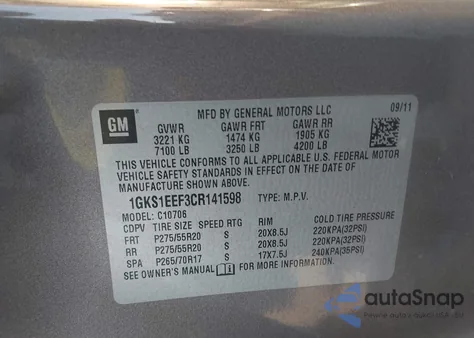 GM
MFD BY GENERAL MOTORS LLC
09/11
GVWR GAWR FRT GAWR RR
3221 KG 1474 KG 1905 KG
7100 LB 3250 LB 4200 LB
THIS VEHICLE CONFORMS TO ALL APPLICABLE U.S. FEDERAL MOTOR
VEHICLE SAFETY STANDARDS IN EFFECT ON THE DATE OF
MANUFACTURE SHOWN ABOVE.
1GKS1EEF3CR141598 TYPE: M.P.V.
MODEL: C10706
CDPV TIRE SIZE SPEED RTG RIM COLD TIRE PRESSURE
FRT P275/55R20 S 20X8.5J 220KPA(32PSI)
RR P275/55R20 S 20X8.5J 220KPA(32PSI)
SPA P265/70R17 S 17X7.5J 240KPA(35PSI)
SEE OWNER'S MANUAL FOR MORE INFORMATION.
autoSnap